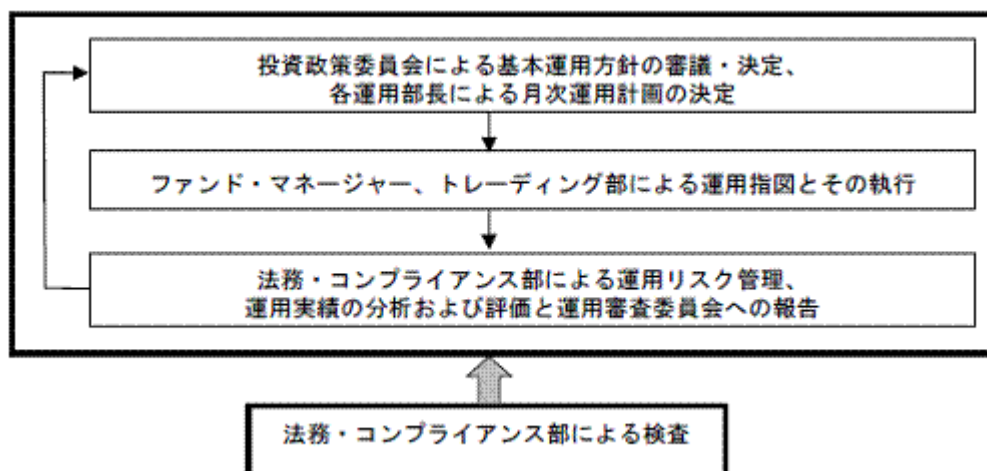 投資政策委員会による基本運用方針の審議・決定、
各運用部長による月次運用計画の決定
ファンド・マネージャー、トレーディング部による運用指図とその執行
法務・コンプライアンス部による運用リスク管理、
運用実績の分析および評価と運用審査委員会への報告
法務・コンプライアンス部による検査